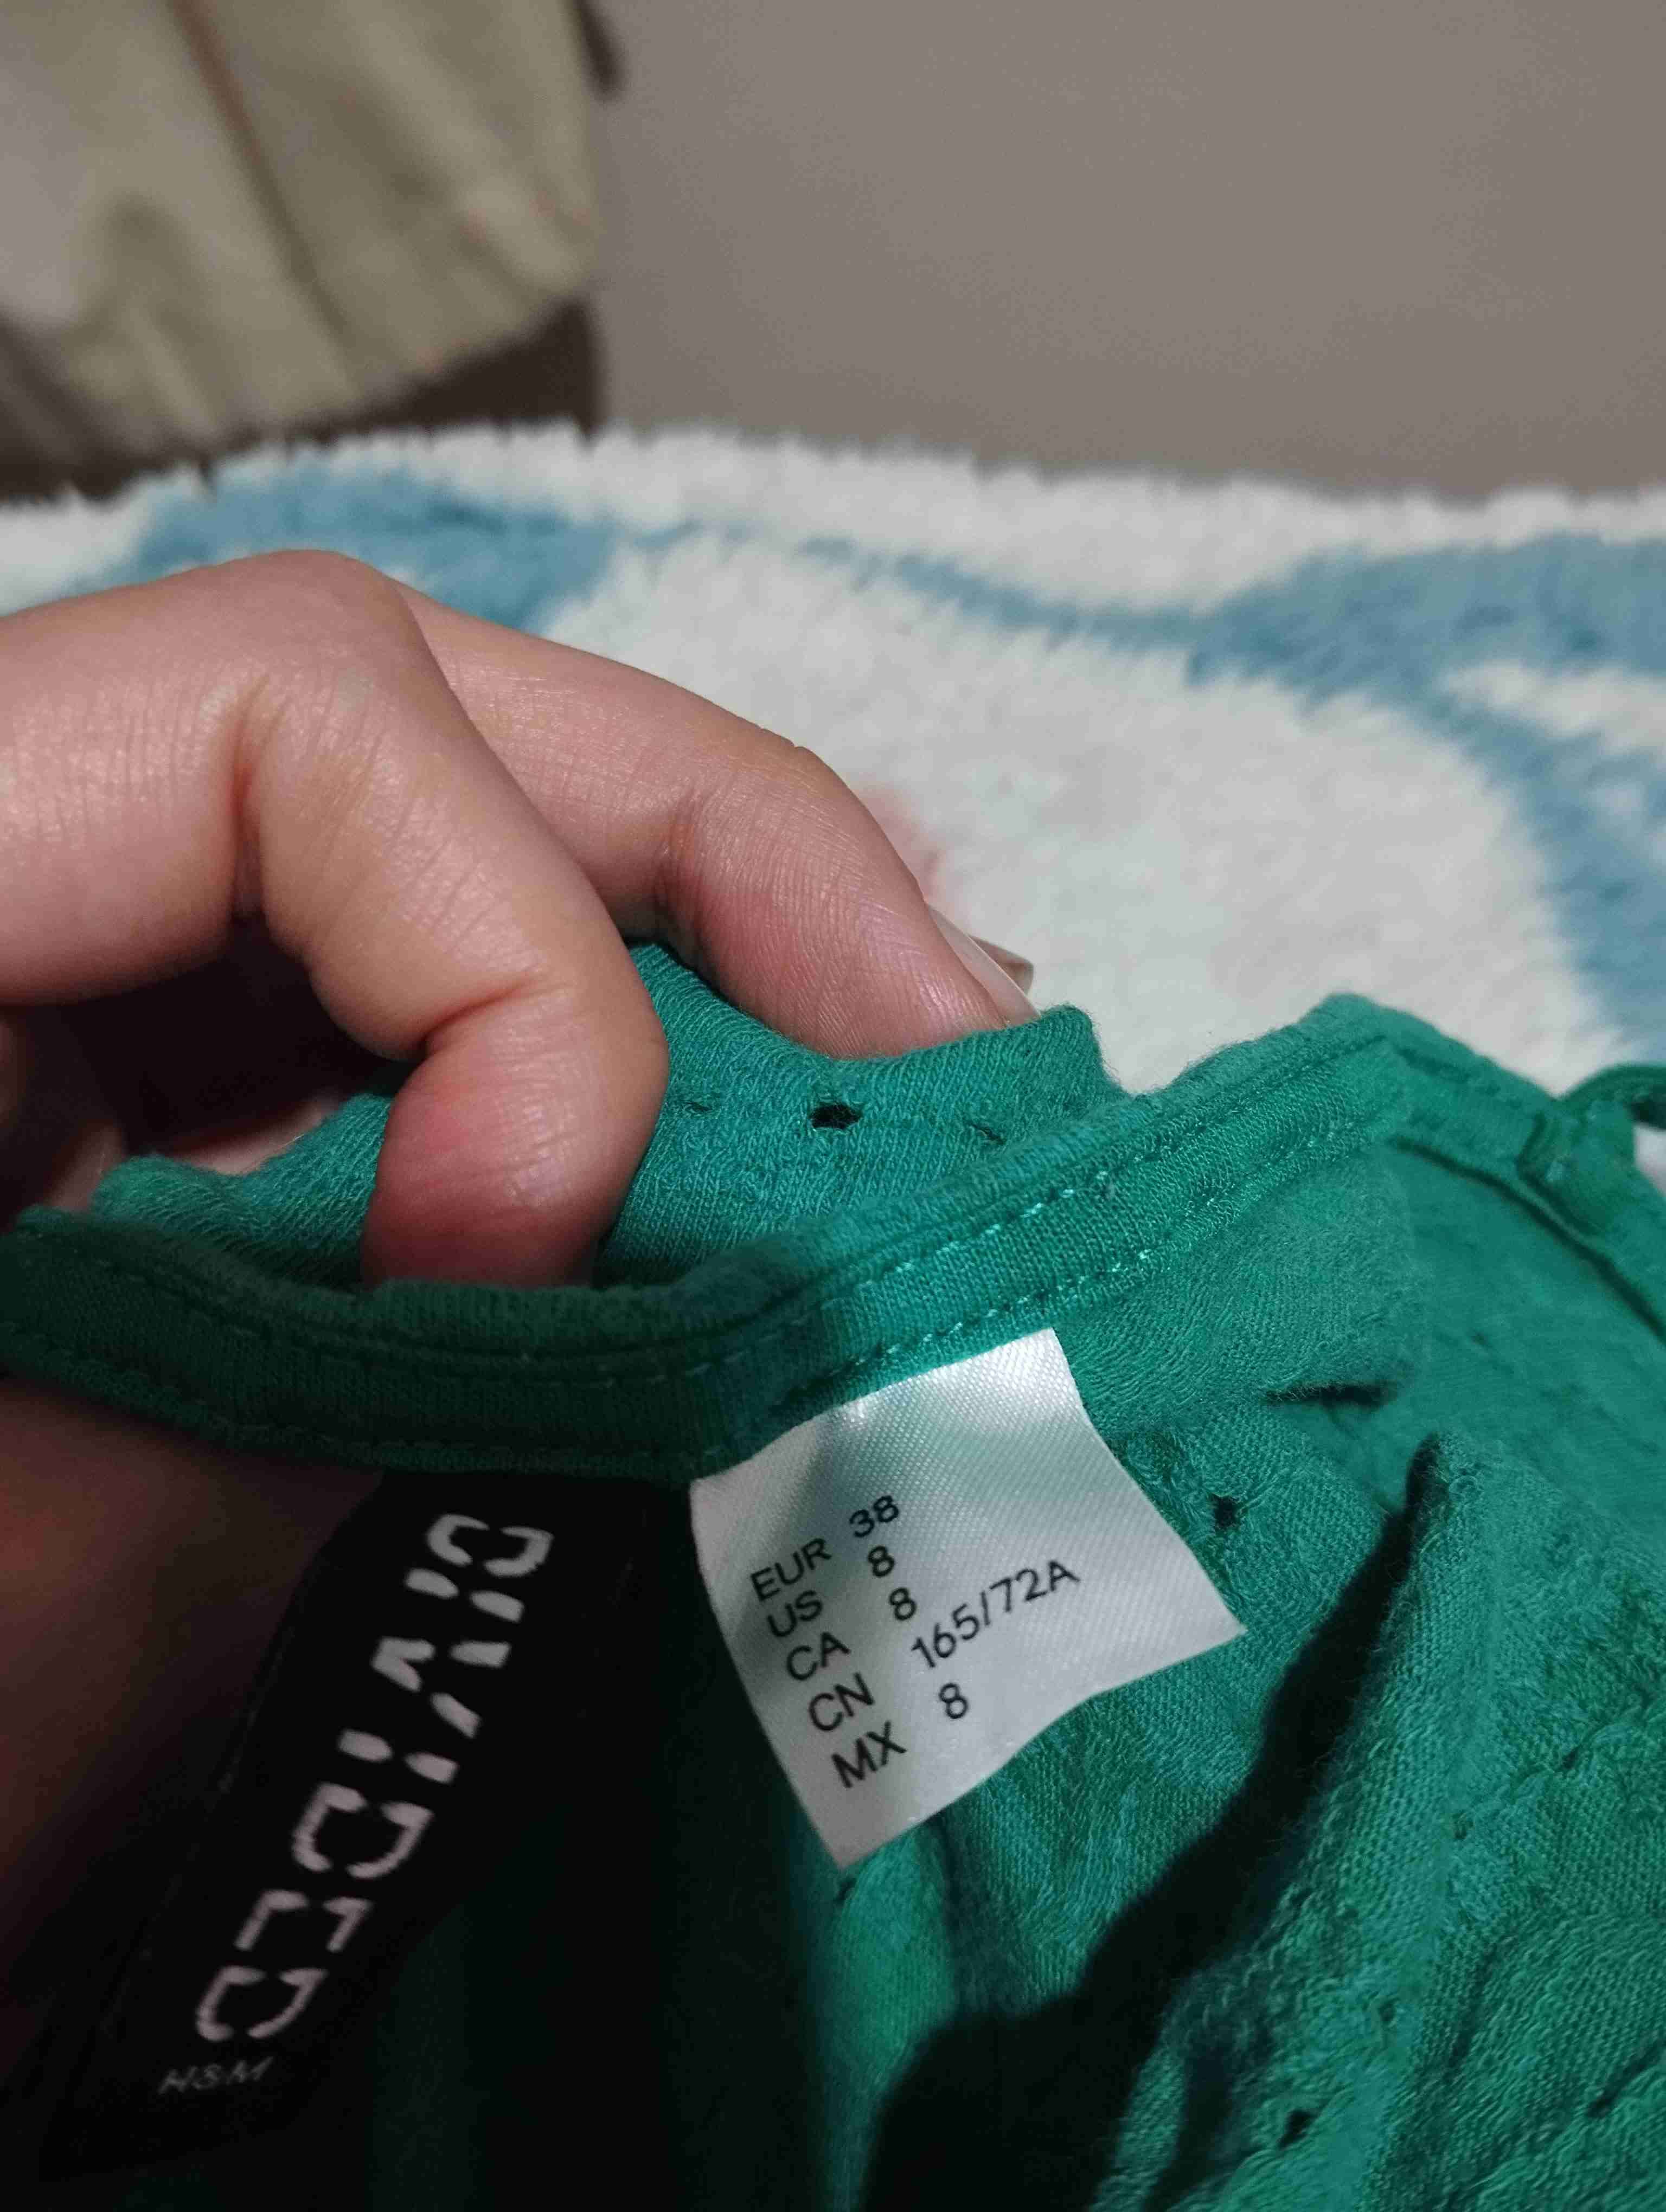 DIVIDED
H&M
EUR 38
US 8
CA 8
CN 165/72A
MX 8